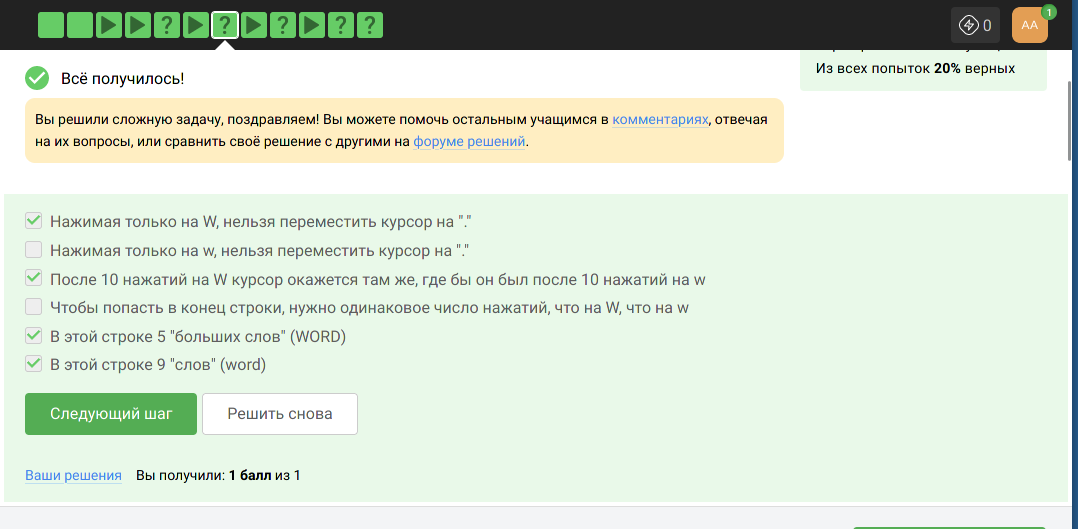 ? ? ? ? ?
0
AA
1
Всё получилось!
Из всех попыток 20% верных
Вы решили сложную задачу, поздравляем! Вы можете помочь остальным учащимся в комментариях, отвечая
на их вопросы, или сравнить своё решение с другими на форуме решений.
Нажимая только на W, нельзя переместить курсор на "."
Нажимая только на w, нельзя переместить курсор на "."
После 10 нажатий на W курсор окажется там же, где бы он был после 10 нажатий на w
Чтобы попасть в конец строки, нужно одинаковое число нажатий, что на W, что на w
В этой строке 5 "больших слов" (WORD)
В этой строке 9 "слов" (word)
Следующий шаг
Решить снова
Ваши решения Вы получили: 1 балл из 1